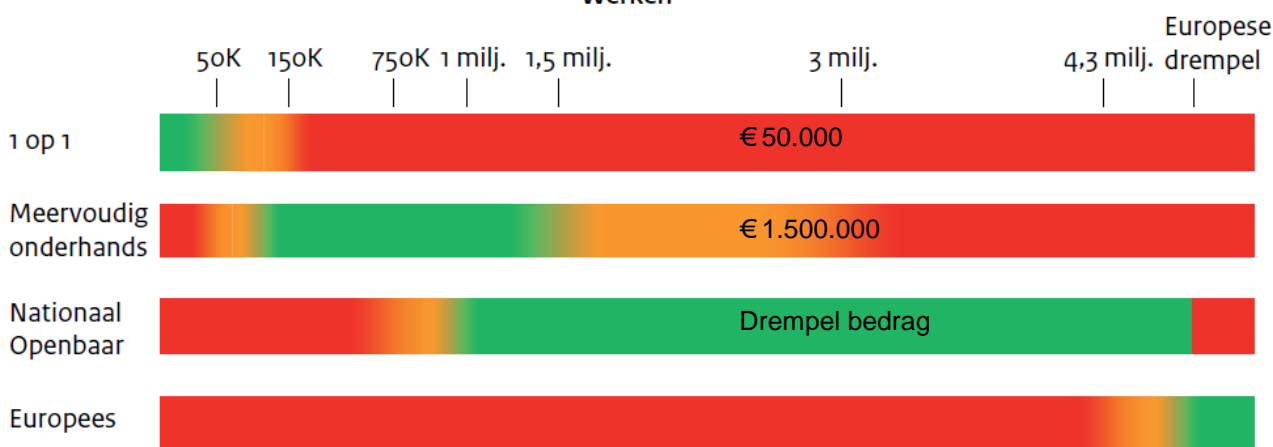 Werken
Europese
50K 150K 750K 1 milj. 1,5 milj. 3 milj. 4,3 milj. drempel
1 op 1 € 50.000
Meervoudig
onderhands € 1.500.000
Nationaal
Openbaar Drempel bedrag
Europees